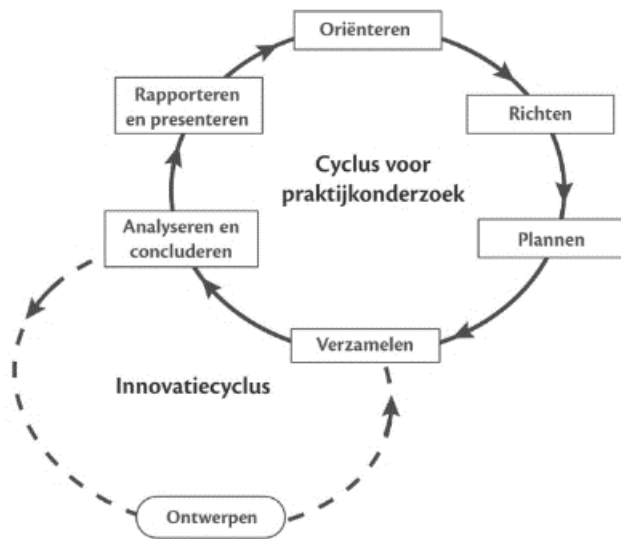 Oriënteren
Rapporteren
en presenteren
Richten
Cyclus voor
praktijkonderzoek
Analyseren en
concluderen
Plannen
Verzamelen
Innovatiecyclus
Ontwerpen